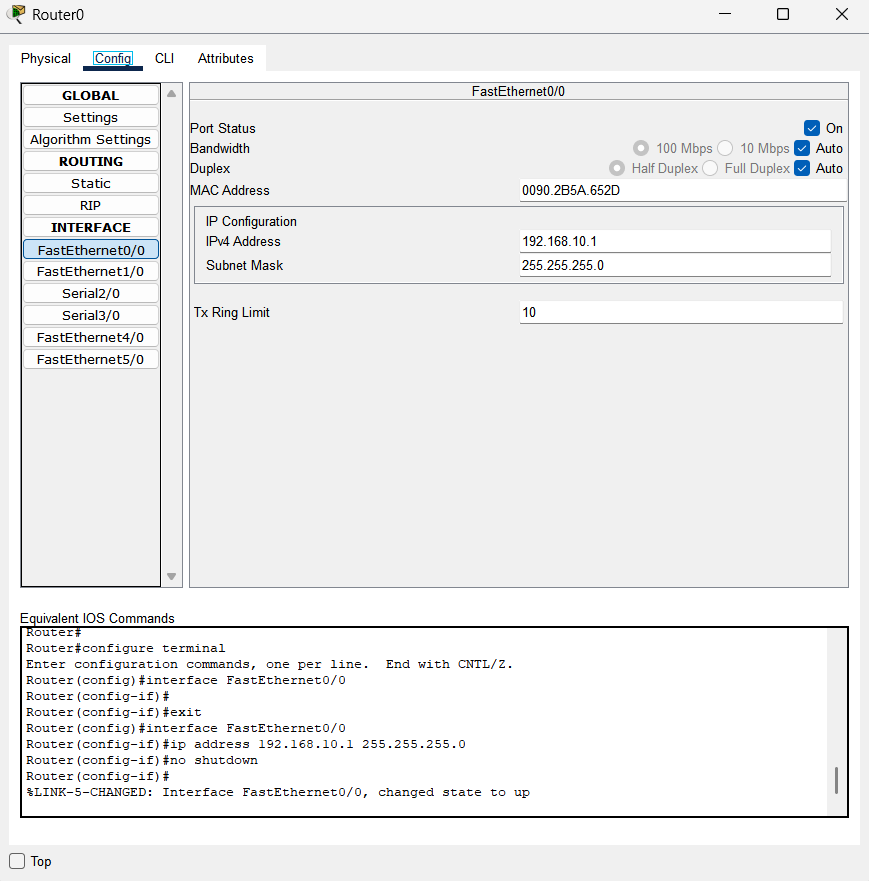 Router0
Physical Config CLI Attributes
GLOBAL
Settings
Algorithm Settings
ROUTING
Static
RIP
INTERFACE
FastEthernet0/0
FastEthernet1/0
Serial2/0
Serial3/0
FastEthernet4/0
FastEthernet5/0
FastEthernet0/0
Port Status On
Bandwidth 100 Mbps 10 Mbps Auto
Duplex Half Duplex Full Duplex Auto
MAC Address 0090.2B5A.652D
IP Configuration
IPv4 Address 192.168.10.1
Subnet Mask 255.255.255.0
Tx Ring Limit 10
Equivalent IOS Commands
Router#
Router#configure terminal
Enter configuration commands, one per line.  End with CNTL/Z.
Router(config)#interface FastEthernet0/0
Router(config-if)#
Router(config-if)#exit
Router(config)#interface FastEthernet0/0
Router(config-if)#ip address 192.168.10.1 255.255.255.0
Router(config-if)#no shutdown
Router(config-if)#
%LINK-5-CHANGED: Interface FastEthernet0/0, changed state to up
Top